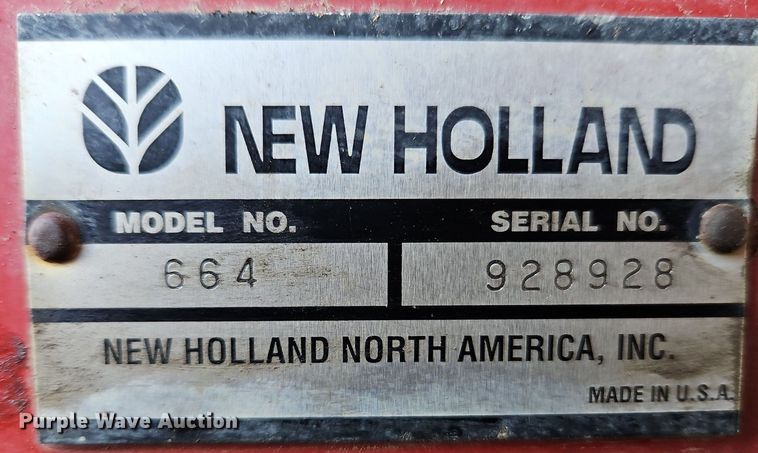 NEW HOLLAND
MODEL NO. SERIAL NO.
664 928928
NEW HOLLAND NORTH AMERICA, INC.
MADE IN U.S.A.
Purple Wave Auction